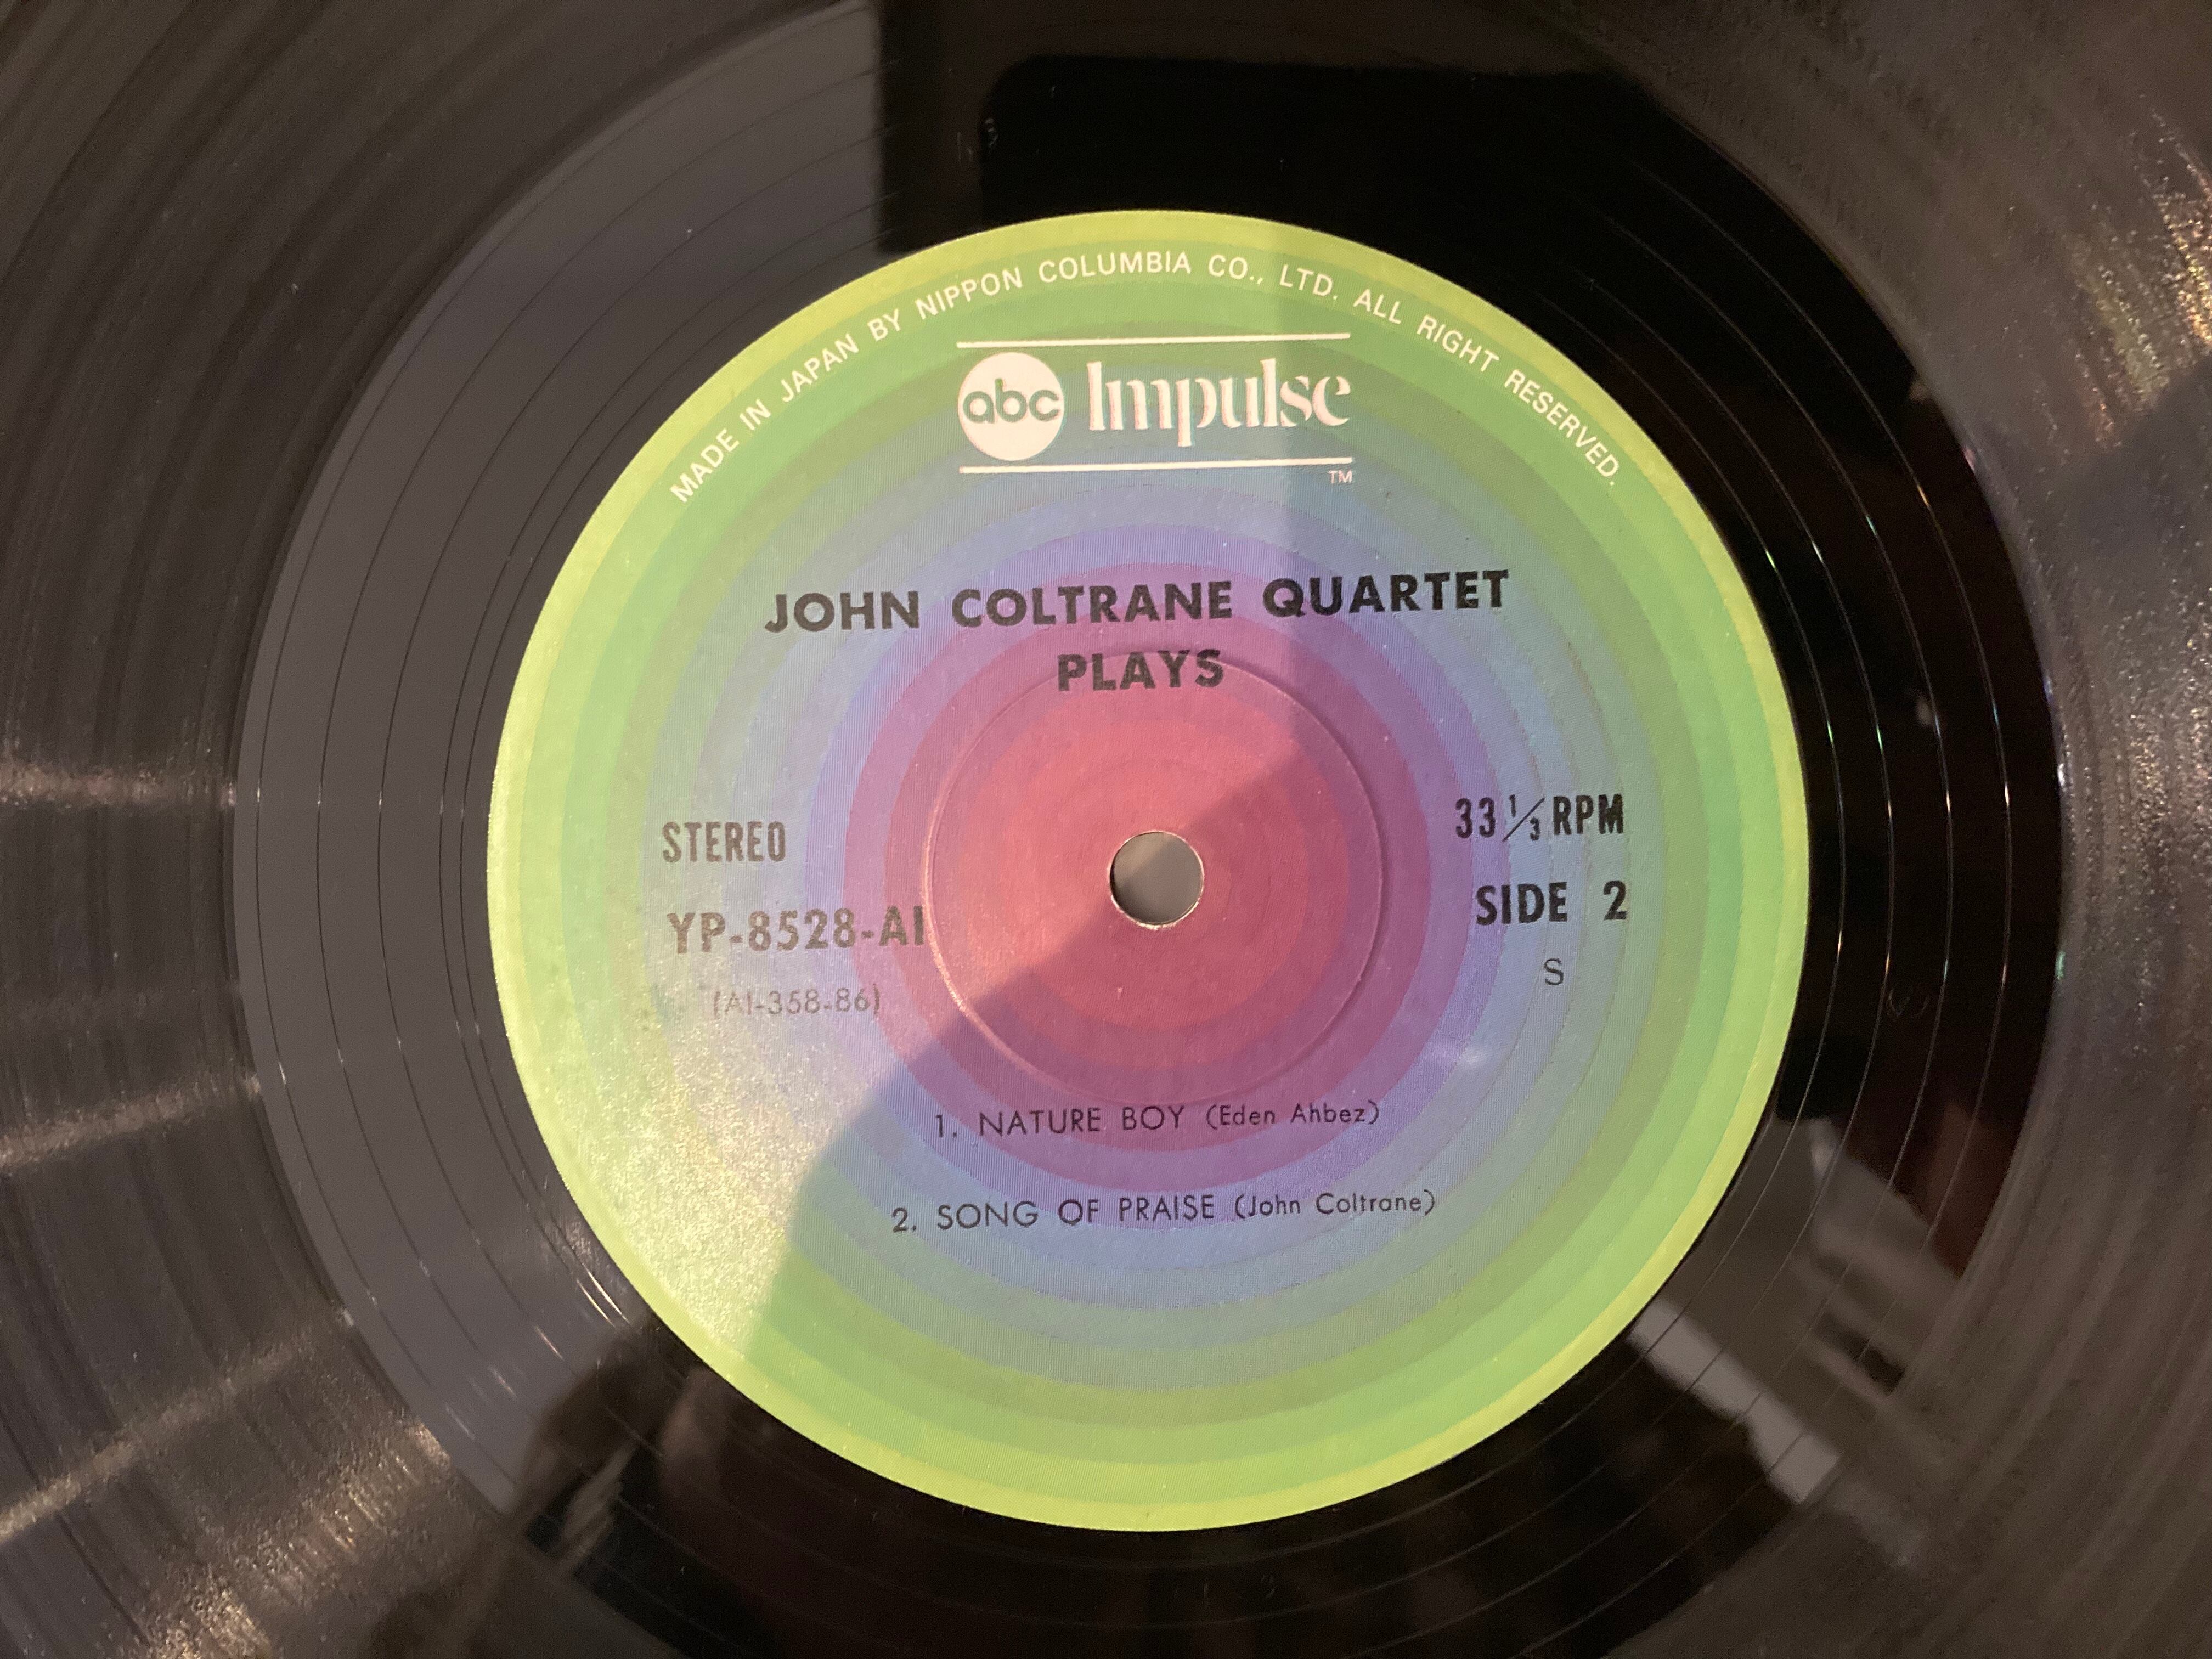 MADE IN JAPAN BY NIPPON COLUMBIA CO., LTD. ALL RIGHT RESERVED.
abc Impulse
TM
JOHN COLTRANE QUARTET
PLAYS
STEREO
33 1/3 RPM
YP-8528-AI
SIDE 2
(AI-358-86)
S
1. NATURE BOY (Eden Ahbez)
2. SONG OF PRAISE (John Coltrane)